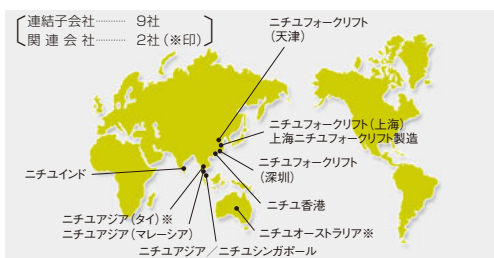 連結子会社………… 9社
関連会社………… 2社(※印)
ニチユフォークリフト
(天津)
ニチユフォークリフト(上海)
上海ニチユフォークリフト製造
ニチユフォークリフト
(深圳)
ニチユインド
ニチユ香港
ニチユアジア(タイ)※
ニチユアジア(マレーシア)
ニチユオーストラリア※
ニチユアジア/ニチユシンガポール